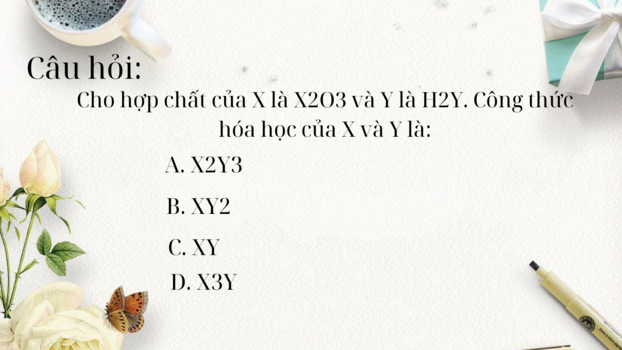 Câu hỏi:
Cho hợp chất của X là X2O3 và Y là H2Y. Công thức
hóa học của X và Y là:
A. X2Y3
B. XY2
C. XY
D. X3Y